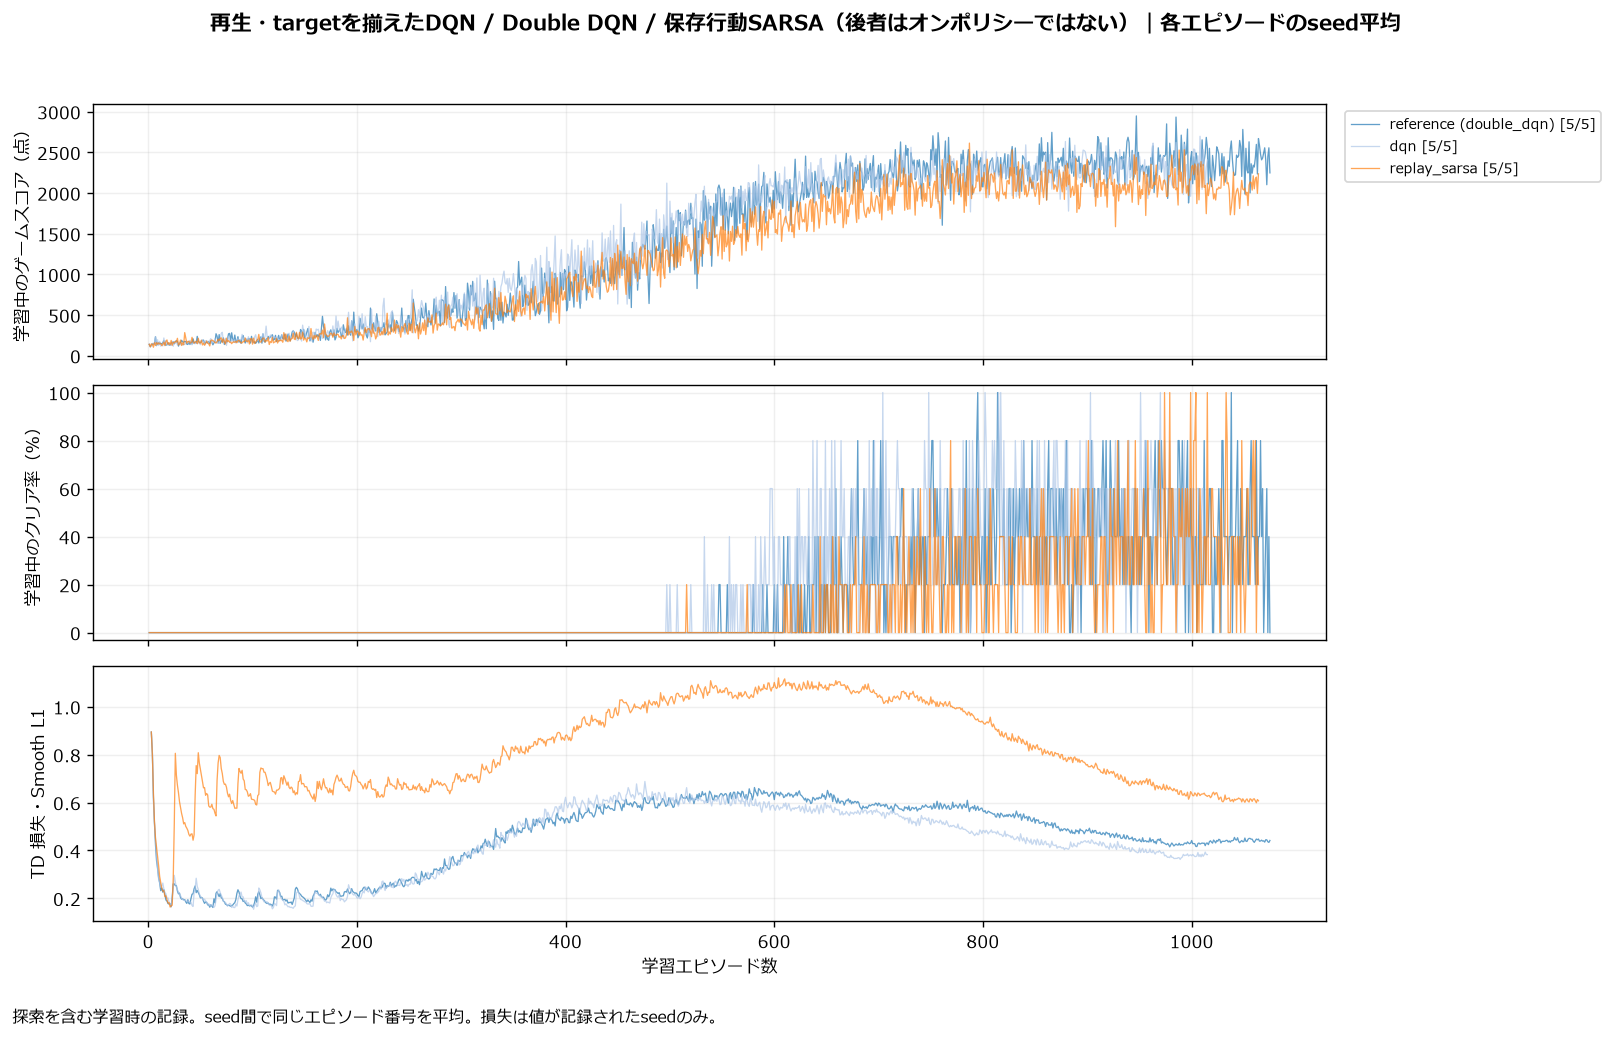 再生・targetを揃えたDQN / Double DQN / 保存行動SARSA（後者はオンポリシーではない）｜各エピソードのseed平均
学習中のゲームスコア（点）
3000
2500
2000
1500
1000
500
0
reference (double_dqn) [5/5]
dqn [5/5]
replay_sarsa [5/5]
学習中のクリア率（%）
100
80
60
40
20
0
TD 損失・Smooth L1
1.0
0.8
0.6
0.4
0.2
0
200
400
600
800
1000
学習エピソード数
探索を含む学習時の記録。seed間で同じエピソード番号を平均。損失は値が記録されたseedのみ。